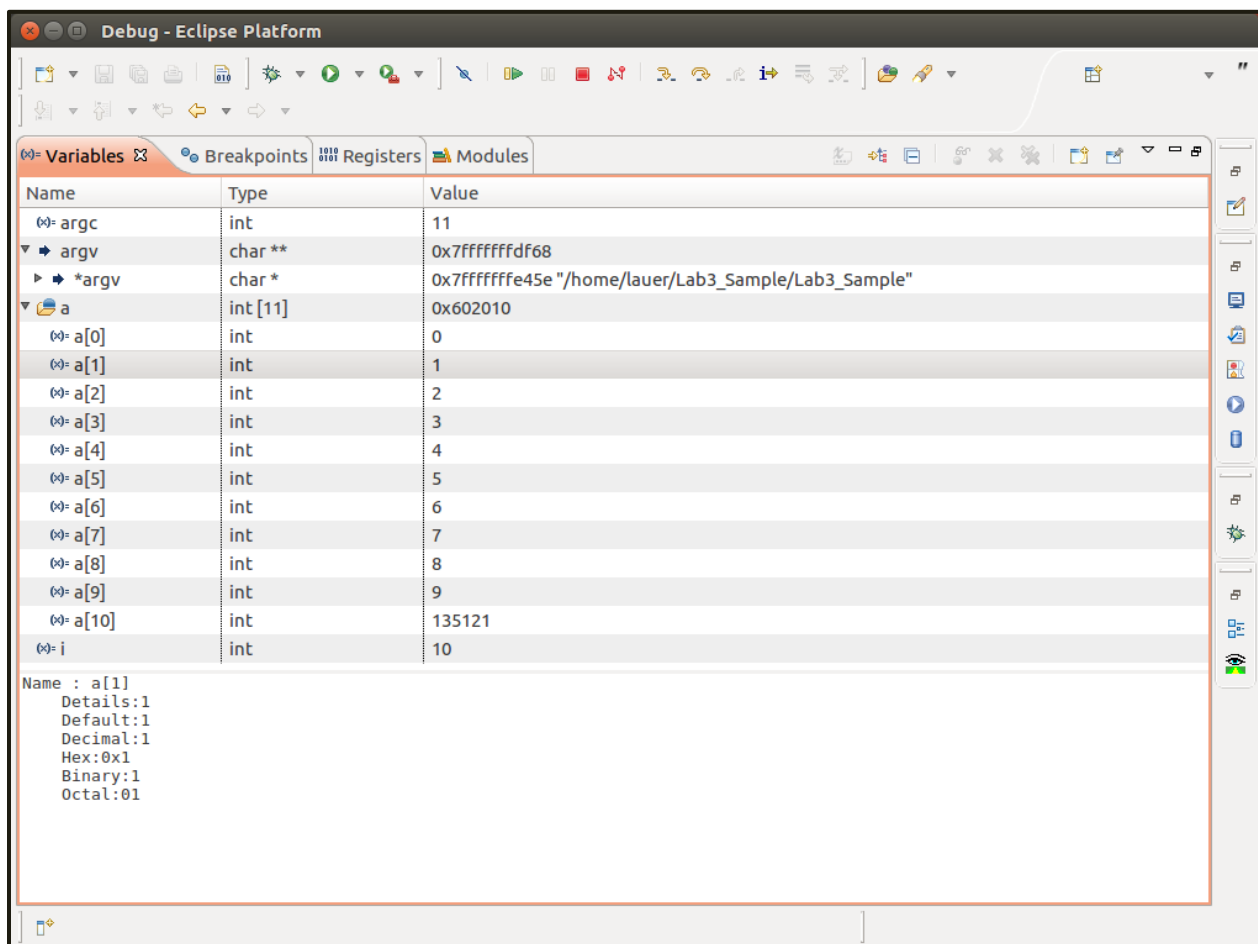 Debug - Eclipse Platform
(x)= Variables Breakpoints 1010 0101 Registers Modules
Name Type Value
(x)= argc int 11
argv char ** 0x7fffffffdf68
*argv char * 0x7fffffffe45e "/home/lauer/Lab3_Sample/Lab3_Sample"
a int [11] 0x602010
(x)= a[0] int 0
(x)= a[1] int 1
(x)= a[2] int 2
(x)= a[3] int 3
(x)= a[4] int 4
(x)= a[5] int 5
(x)= a[6] int 6
(x)= a[7] int 7
(x)= a[8] int 8
(x)= a[9] int 9
(x)= a[10] int 135121
(x)= i int 10
Name : a[1]
Details:1
Default:1
Decimal:1
Hex:0x1
Binary:1
Octal:01